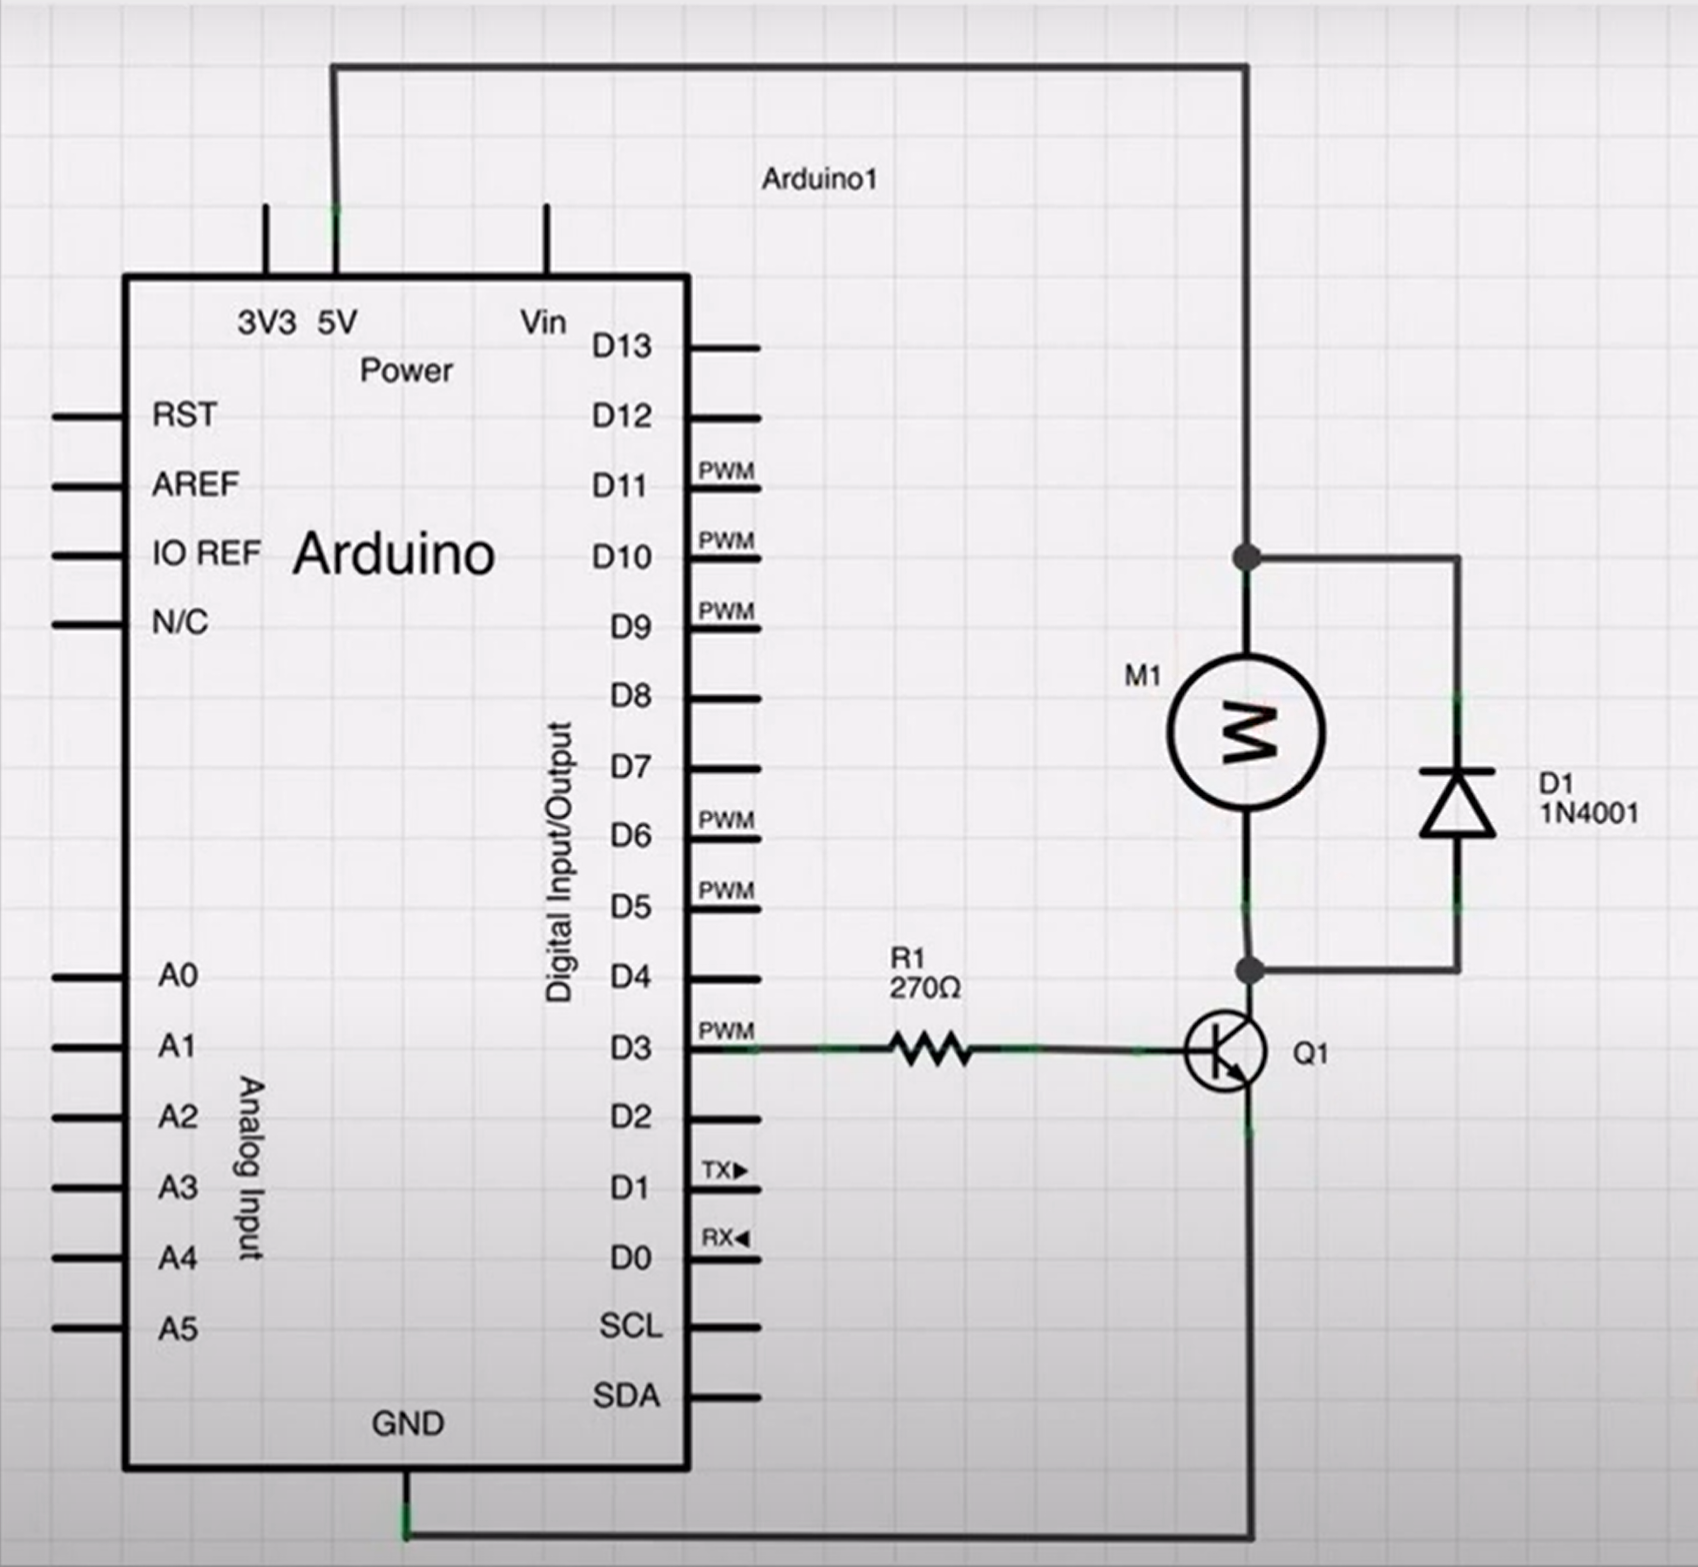 Arduino1
3V3 5V Vin
Power
D13
RST
D12
AREF
D11 PWM
IO REF
Arduino
D10 PWM
N/C
D9 PWM
M1
M
D8
D7
D1
1N4001
D6 PWM
D5 PWM
Digital Input/Output
R1
270Ω
A0
D4
A1
D3 PWM
Q1
A2
D2
Analog Input
A3
D1 TX
A4
D0 RX
A5
SCL
SDA
GND